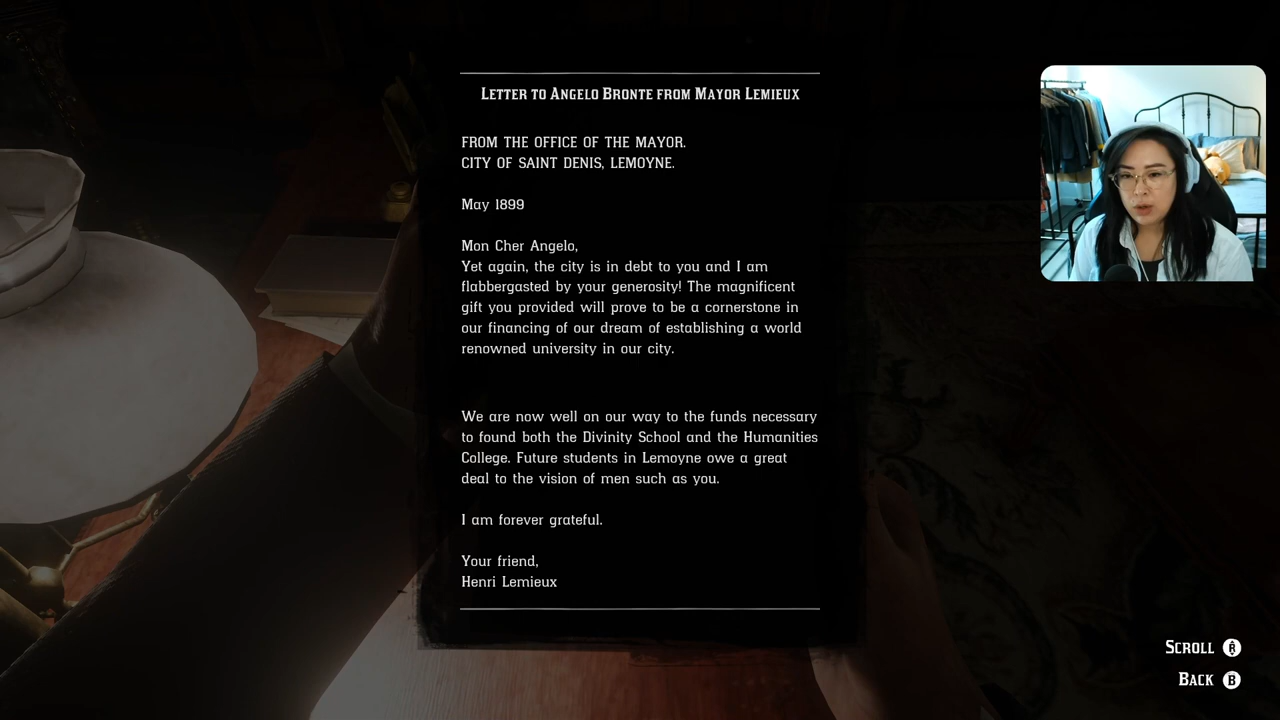 Letter to Angelo Bronte from Mayor Lemieux
FROM THE OFFICE OF THE MAYOR.
CITY OF SAINT DENIS, LEMOYNE.
May 1899
Mon Cher Angelo,
Yet again, the city is in debt to you and I am
flabbergasted by your generosity! The magnificent
gift you provided will prove to be a cornerstone in
our financing of our dream of establishing a world
renowned university in our city.
We are now well on our way to the funds necessary
to found both the Divinity School and the Humanities
College. Future students in Lemoyne owe a great
deal to the vision of men such as you.
I am forever grateful.
Your friend,
Henri Lemieux
Scroll R
Back B